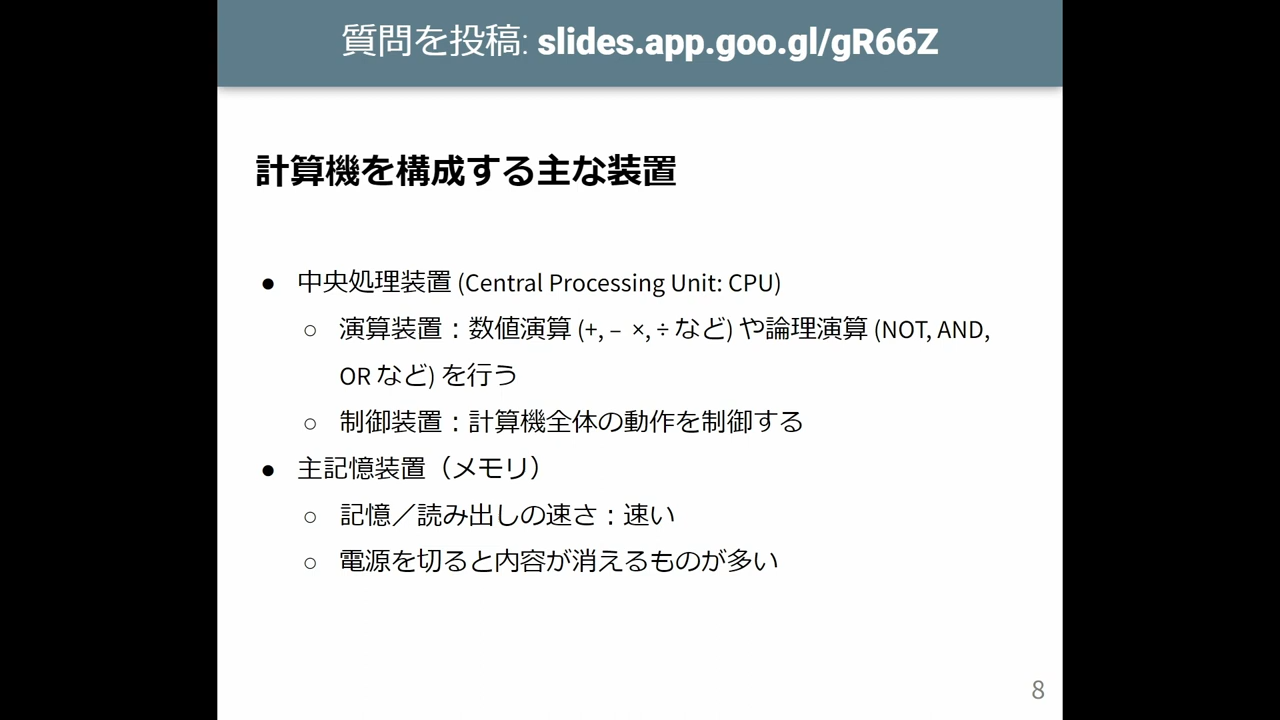 質問を投稿: slides.app.goo.gl/gR66Z
計算機を構成する主な装置
● 中央処理装置 (Central Processing Unit: CPU)
○ 演算装置：数値演算 (+, − ×, ÷ など) や論理演算 (NOT, AND,
OR など) を行う
○ 制御装置：計算機全体の動作を制御する
● 主記憶装置（メモリ）
○ 記憶／読み出しの速さ：速い
○ 電源を切ると内容が消えるものが多い
8